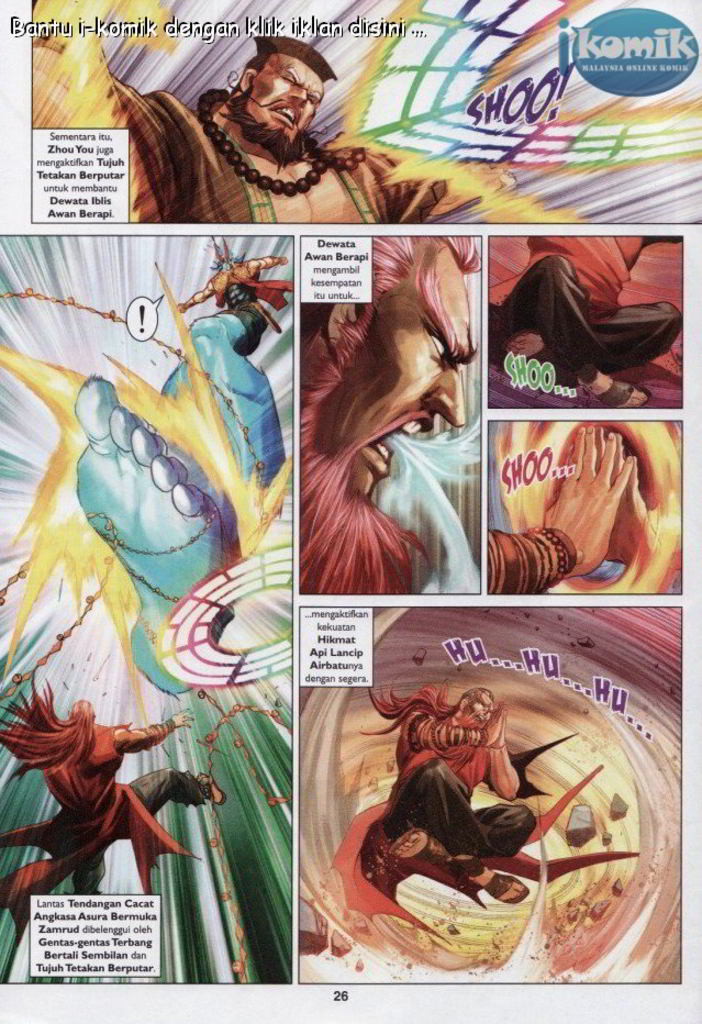 Bantu i-komik dengan klik iklan disini ...
ikomik
MALAYSIA ONLINE KOMIK
SHOO!
Sementara itu,
Zhou You juga
mengaktifkan Tujuh
Tetakan Berputar
untuk membantu
Dewata Iblis
Awan Berapi.
!
Dewata
Awan Berapi
mengambil
kesempatan
itu untuk...
SHOO...
SHOO...
...mengaktifkan
kekuatan
Hikmat
Api Lancip
Airbatunya
dengan segera.
HU...HU...HU...
Lantas Tendangan Cacat
Angkasa Asura Bermuka
Zamrud dibelenggui oleh
Gentas-gentas Terbang
Bertali Sembilan dan
Tujuh Tetakan Berputar.
26